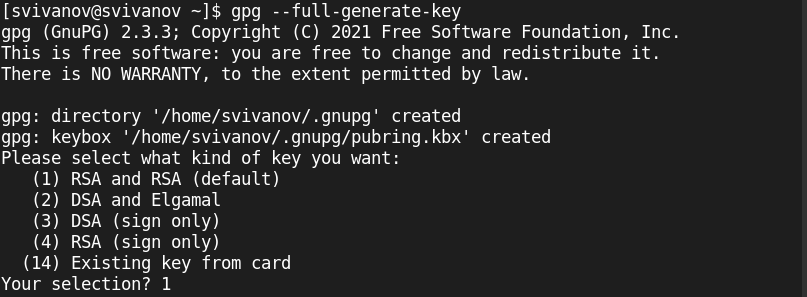 [svivanov@svivanov ~]$ gpg --full-generate-key
gpg (GnuPG) 2.3.3; Copyright (C) 2021 Free Software Foundation, Inc.
This is free software: you are free to change and redistribute it.
There is NO WARRANTY, to the extent permitted by law.

gpg: directory '/home/svivanov/.gnupg' created
gpg: keybox '/home/svivanov/.gnupg/pubring.kbx' created
Please select what kind of key you want:
   (1) RSA and RSA (default)
   (2) DSA and Elgamal
   (3) DSA (sign only)
   (4) RSA (sign only)
  (14) Existing key from card
Your selection? 1